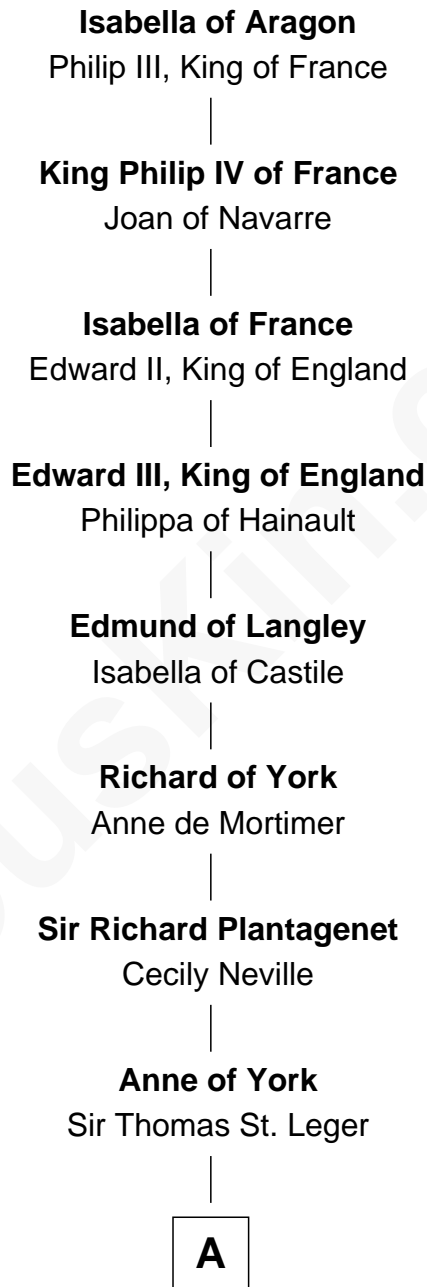 Isabella of Aragon
Philip III, King of France
King Philip IV of France
Joan of Navarre
Isabella of France
Edward II, King of England
Edward III, King of England
Philippa of Hainault
Edmund of Langley
Isabella of Castile
Richard of York
Anne de Mortimer
Sir Richard Plantagenet
Cecily Neville
Anne of York
Sir Thomas St. Leger
A